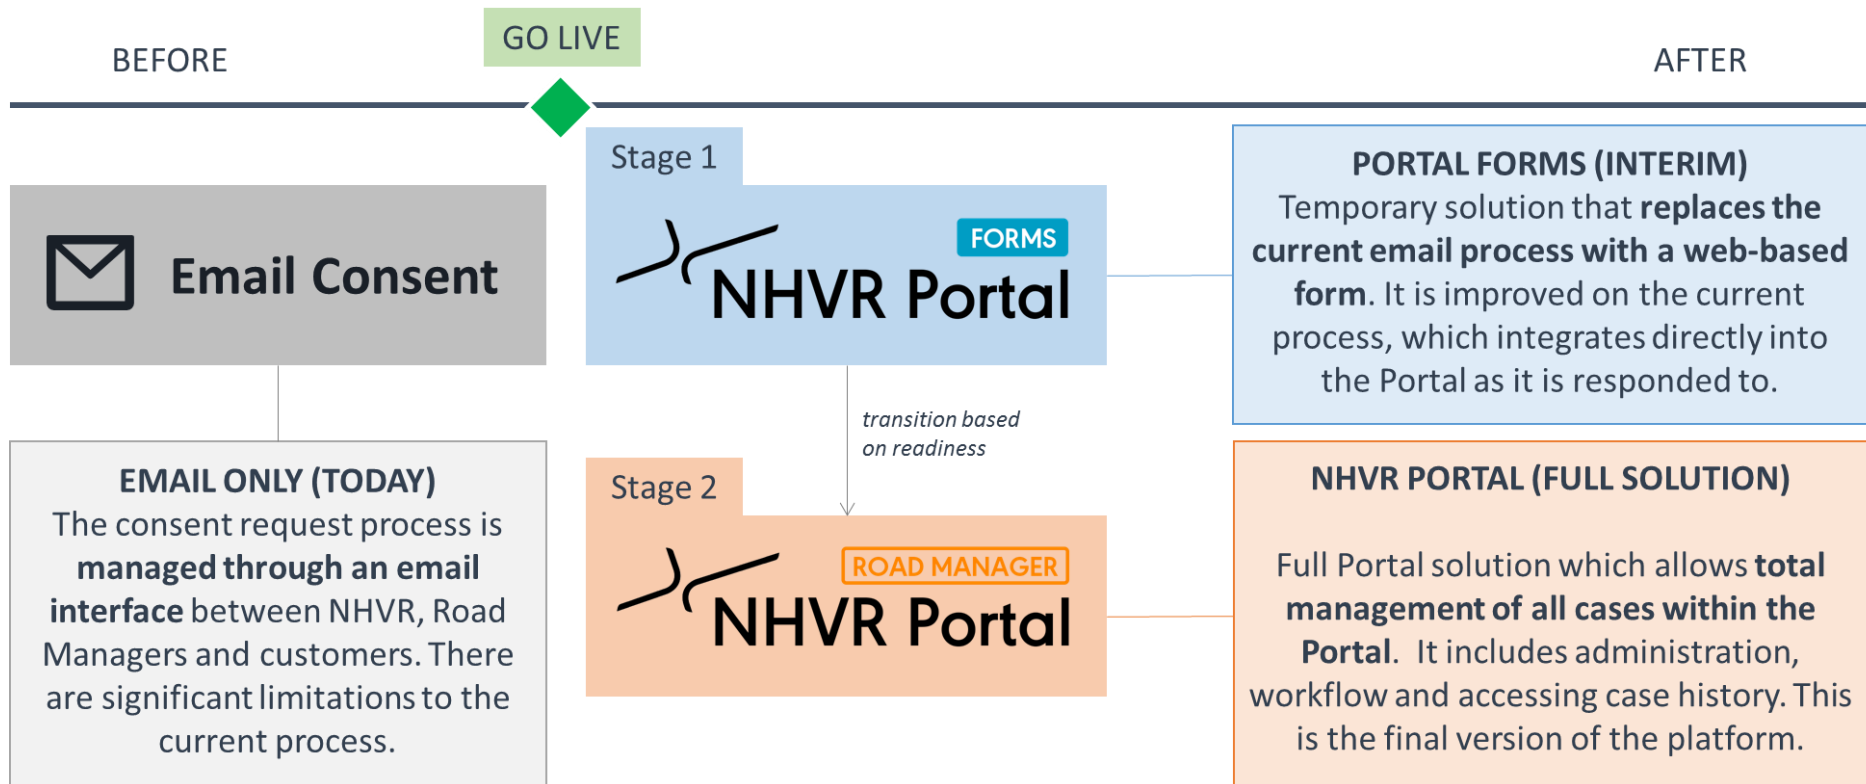 BEFORE
GO LIVE
AFTER
Email Consent
EMAIL ONLY (TODAY)
The consent request process is
managed through an email
interface between NHVR, Road
Managers and customers. There
are significant limitations to the
current process.
Stage 1
FORMS
NHVR Portal
transition based
on readiness
Stage 2
ROAD MANAGER
NHVR Portal
PORTAL FORMS (INTERIM)
Temporary solution that replaces the
current email process with a web-based
form. It is improved on the current
process, which integrates directly into
the Portal as it is responded to.
NHVR PORTAL (FULL SOLUTION)
Full Portal solution which allows total
management of all cases within the
Portal. It includes administration,
workflow and accessing case history. This
is the final version of the platform.